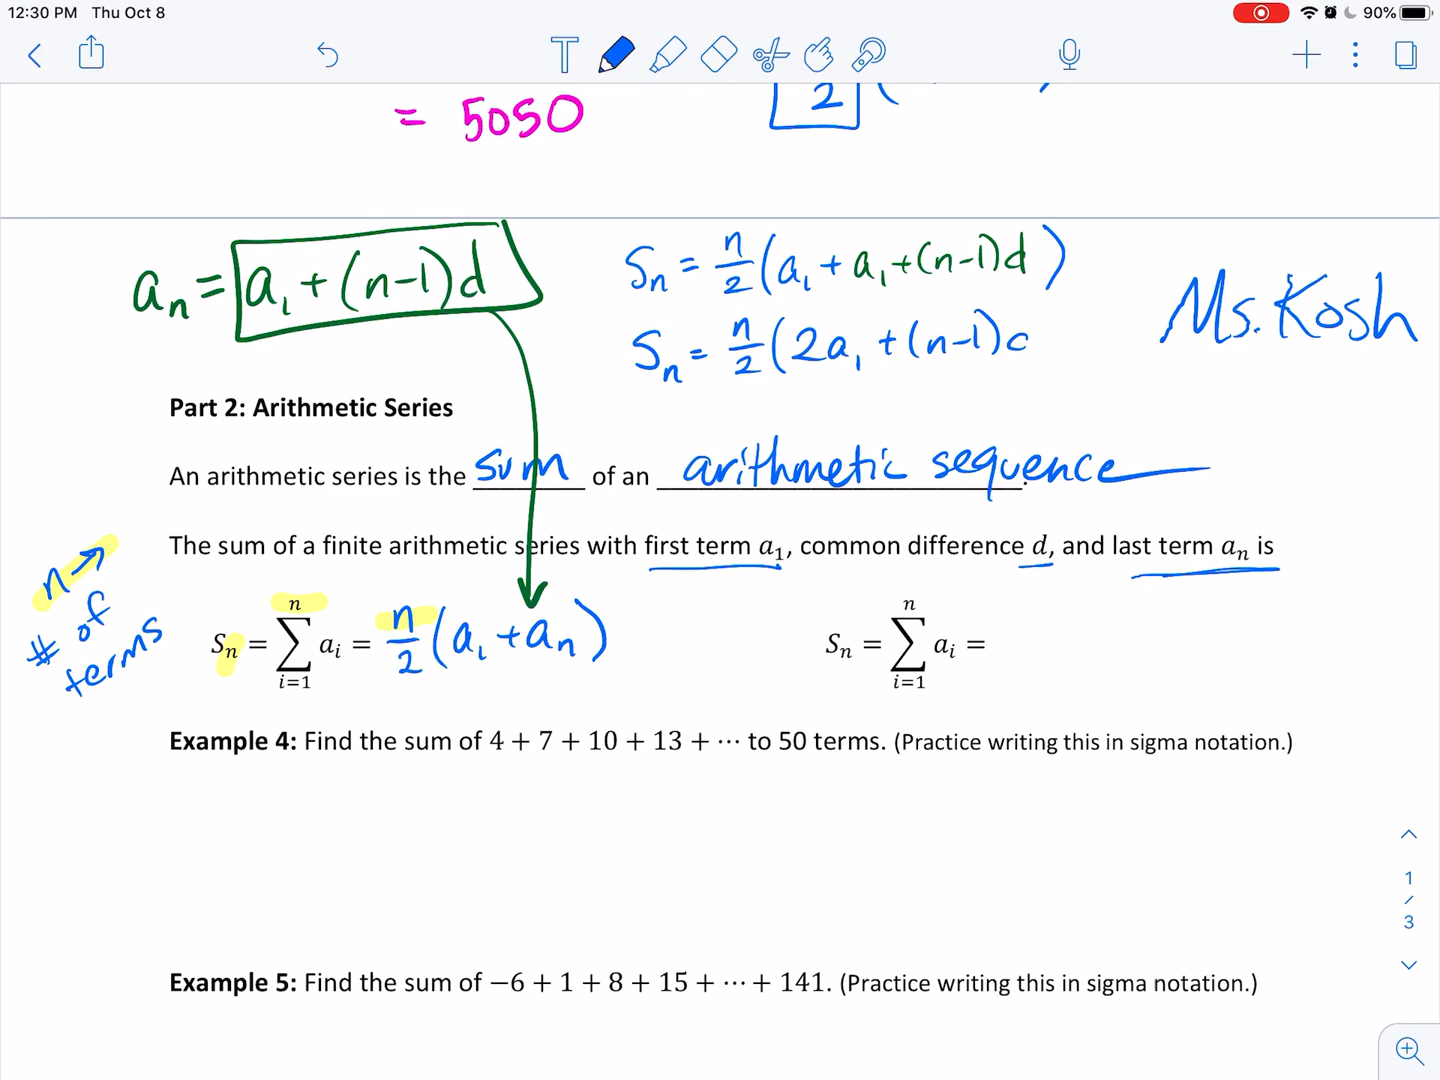 12:30 PM Thu Oct 8
90%
= 5050
2 (
aₙ = a₁ + (n-1)d
Sₙ = n/2 (a₁ + a₁ + (n-1)d)
Sₙ = n/2 (2a₁ + (n-1)c
Ms. Kosh
Part 2: Arithmetic Series
An arithmetic series is the sum of an arithmetic sequence.
The sum of a finite arithmetic series with first term a₁, common difference d, and last term aₙ is
n → # of terms
Sₙ = ∑ᵢ₌₁ⁿ aᵢ = n/2 (a₁ + aₙ)
Sₙ = ∑ᵢ₌₁ⁿ aᵢ =
Example 4: Find the sum of 4 + 7 + 10 + 13 + ⋯ to 50 terms. (Practice writing this in sigma notation.)
1 / 3
Example 5: Find the sum of −6 + 1 + 8 + 15 + ⋯ + 141. (Practice writing this in sigma notation.)